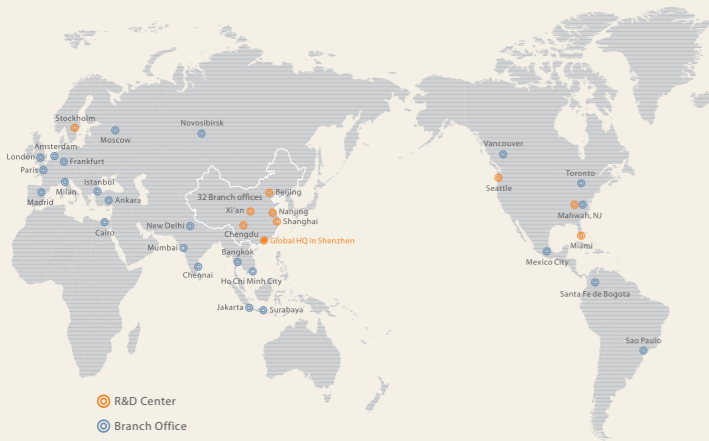 Stockholm
Moscow
Novosibirsk
Amsterdam
London
Frankfurt
Paris
Milan
Istanbul
Madrid
Ankara
Cairo
32 Branch offices
Beijing
Xi'an
Nanjing
Shanghai
New Delhi
Chengdu
Global HQ in Shenzhen
Mumbai
Bangkok
Chennai
Ho Chi Minh City
Jakarta
Surabaya
Vancouver
Toronto
Seattle
Mahwah, NJ
Miami
Mexico City
Santa Fe de Bogota
Sao Paulo
R&D Center
Branch Office